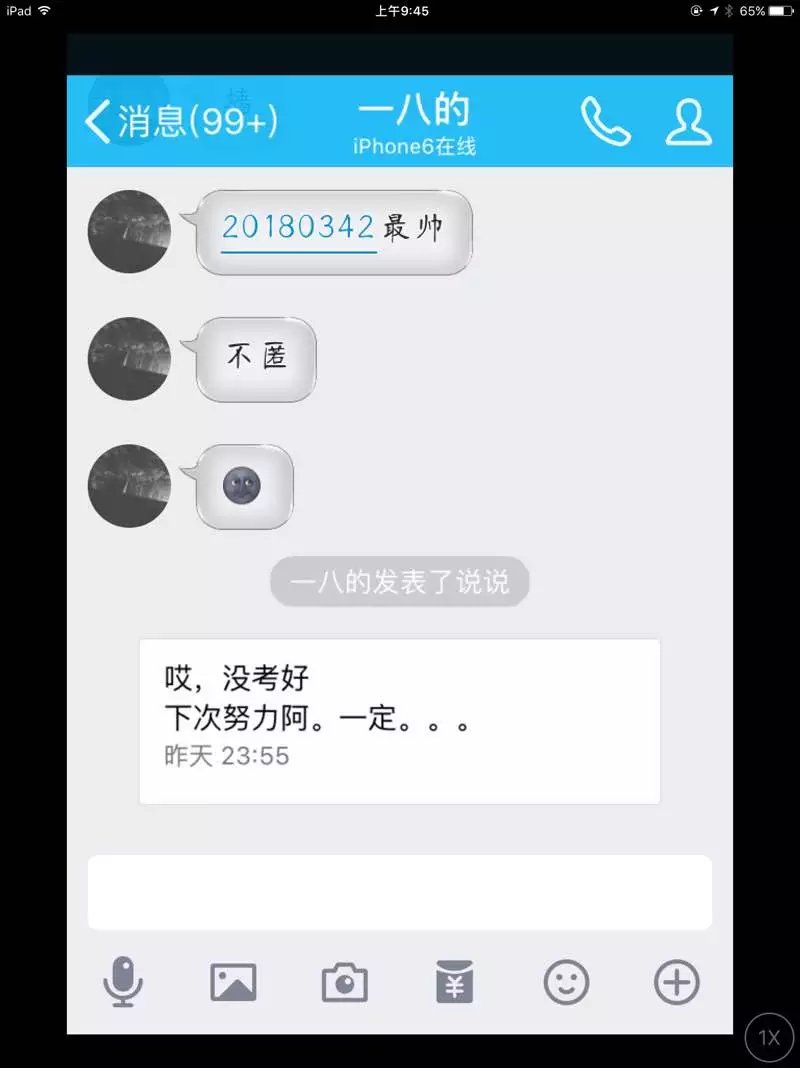 iPad 上午9:45 65%
消息(99+)
一八的
iPhone6在线
20180342最帅
不匿
一八的发表了说说
哎，没考好
下次努力阿。一定。。。
昨天 23:55
¥
1X